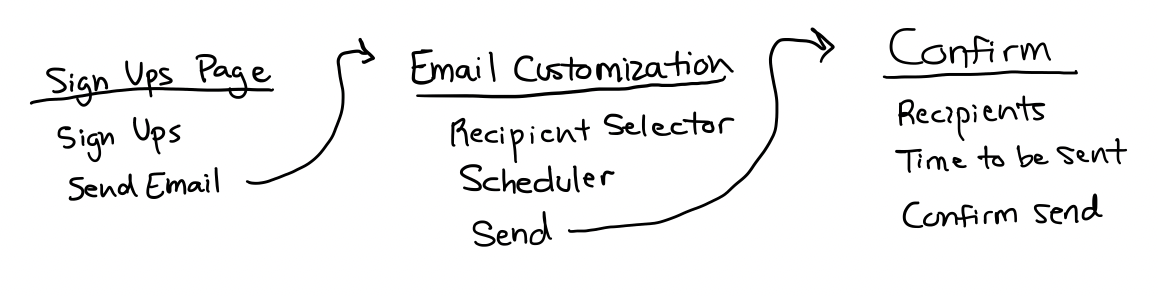 Sign Ups Page
Sign Ups
Send Email
Email Customization
Recipient Selector
Scheduler
Send
Confirm
Recipients
Time to be sent
Confirm send